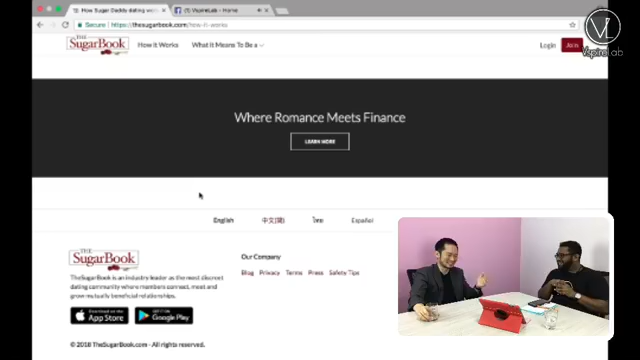 How Sugar Daddy dating wor
VspireLab - Home
Secure
https://thesugarbook.com/how-it-works
VL
VspireLab
THE
SugarBook
How it Works
What it Means To Be a
Login
Join
Where Romance Meets Finance
LEARN MORE
English
中文(简)
ไทย
Español
THE
SugarBook
TheSugarBook is an industry leader as the most discreet
dating community where members connect, meet and
grow mutually beneficial relationships.
Download on the
App Store
GET IT ON
Google Play
Our Company
Blog Privacy Terms Press Safety Tips
© 2018 TheSugarBook.com - All rights reserved.